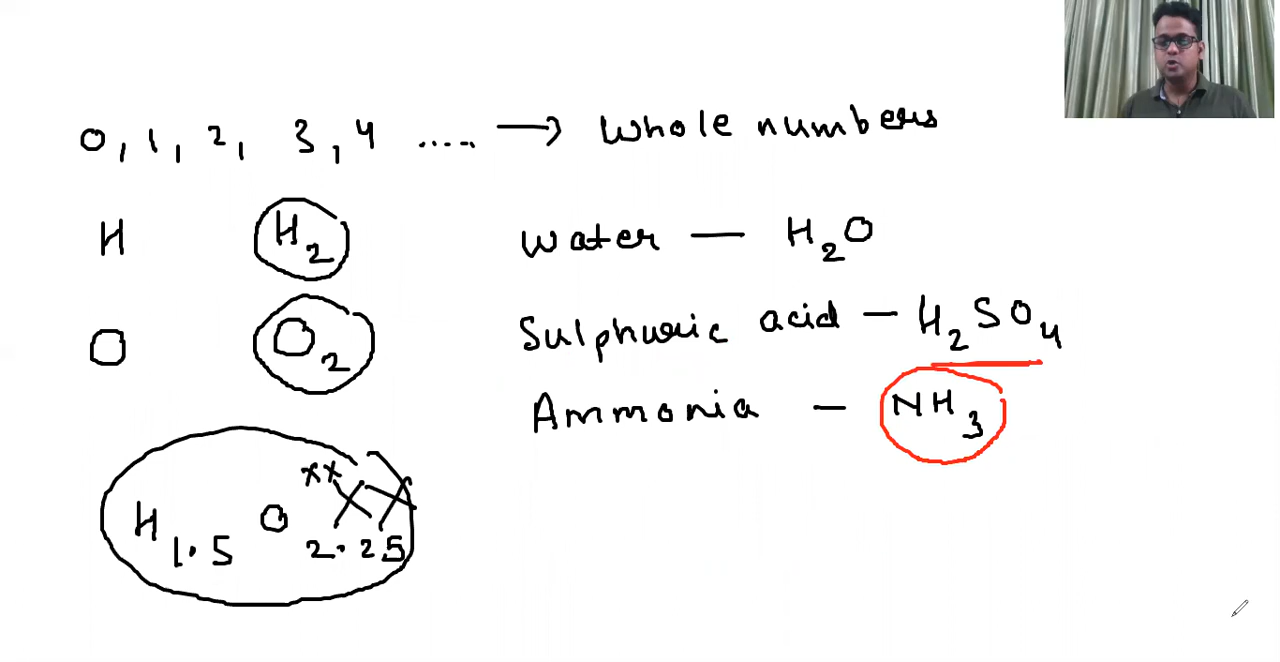 0, 1, 2, 3, 4 ..... → Whole numbers
H H₂ Water — H₂O
O O₂ Sulphuric acid — H₂SO₄
Ammonia — NH₃
xx
H₁.₅ O₂.₂₅